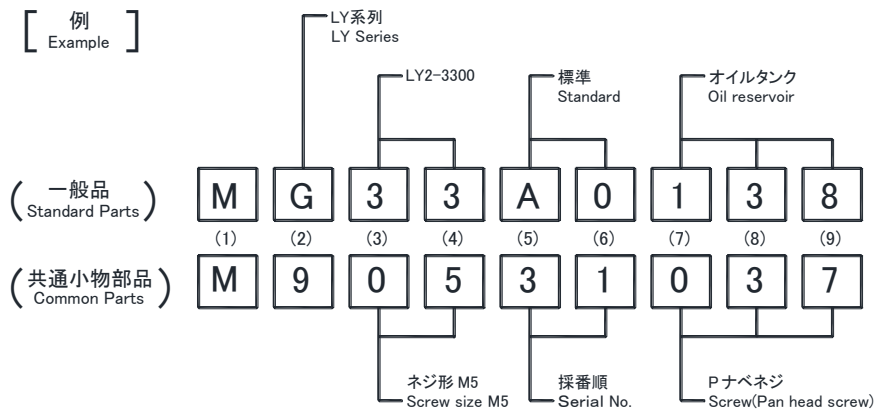 [ 例 ]
Example
LY系列
LY Series
LY2-3300
標準
Standard
オイルタンク
Oil reservoir
(一般品)
Standard Parts
M G 3 3 A 0 1 3 8
(1) (2) (3) (4) (5) (6) (7) (8) (9)
(共通小物部品)
Common Parts
M 9 0 5 3 1 0 3 7
ネジ形 M5
Screw size M5
採番順
Serial No.
Pナベネジ
Screw(Pan head screw)